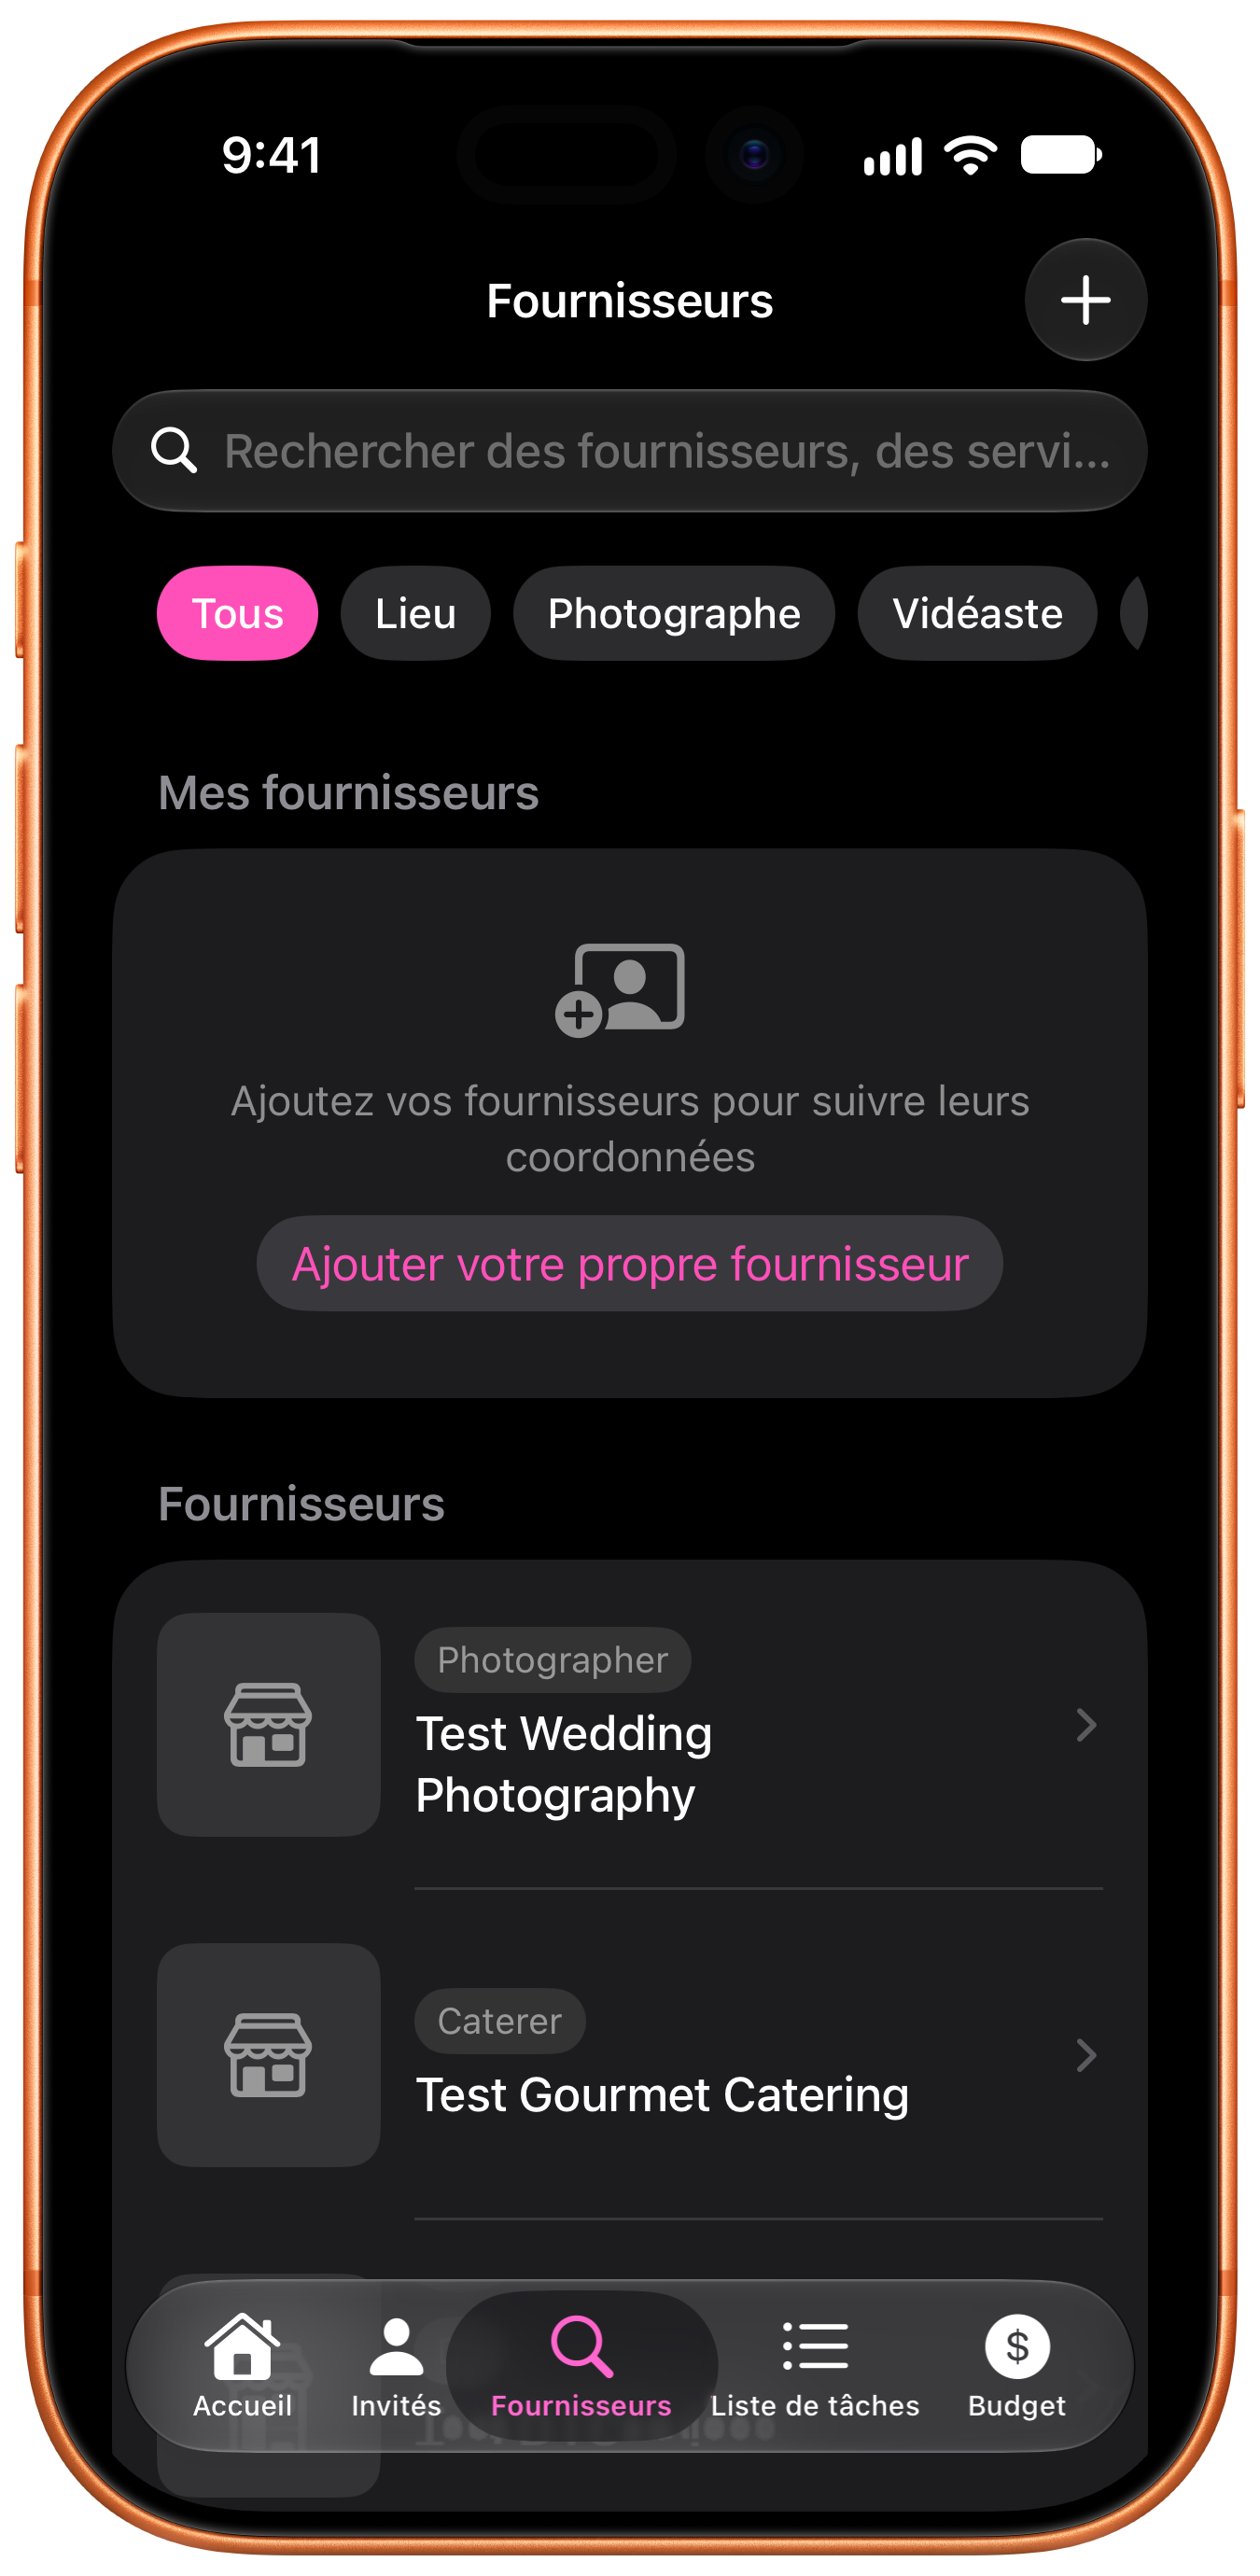 9:41
Fournisseurs
Rechercher des fournisseurs, des servi...
Tous
Lieu
Photographe
Vidéaste
Mes fournisseurs
Ajoutez vos fournisseurs pour suivre leurs
coordonnées
Ajouter votre propre fournisseur
Fournisseurs
Photographer
Test Wedding
Photography
Caterer
Test Gourmet Catering
Accueil
Invités
Fournisseurs
Liste de tâches
Budget